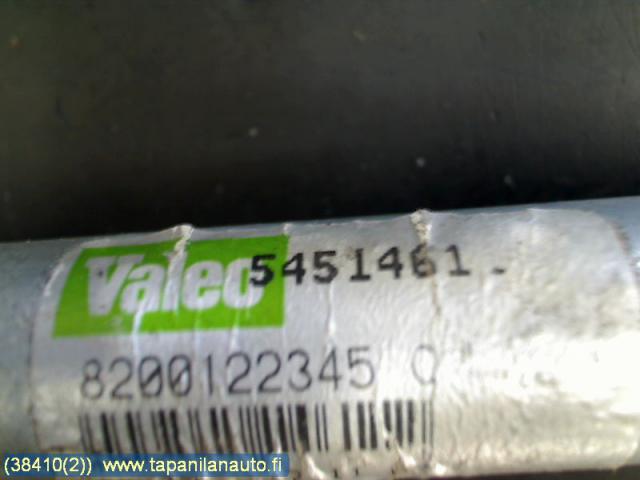 Valeo 5451461.
8200122345 C
(38410(2)) www.tapanilanauto.fi